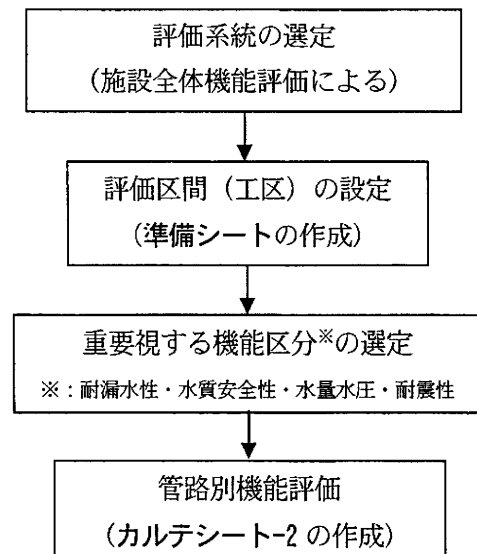 評価系統の選定
(施設全体機能評価による)
評価区間(工区)の設定
(準備シートの作成)
重要視する機能区分※の選定
※:耐漏水性・水質安全性・水量水圧・耐震性
管路別機能評価
(カルテシート-2の作成)